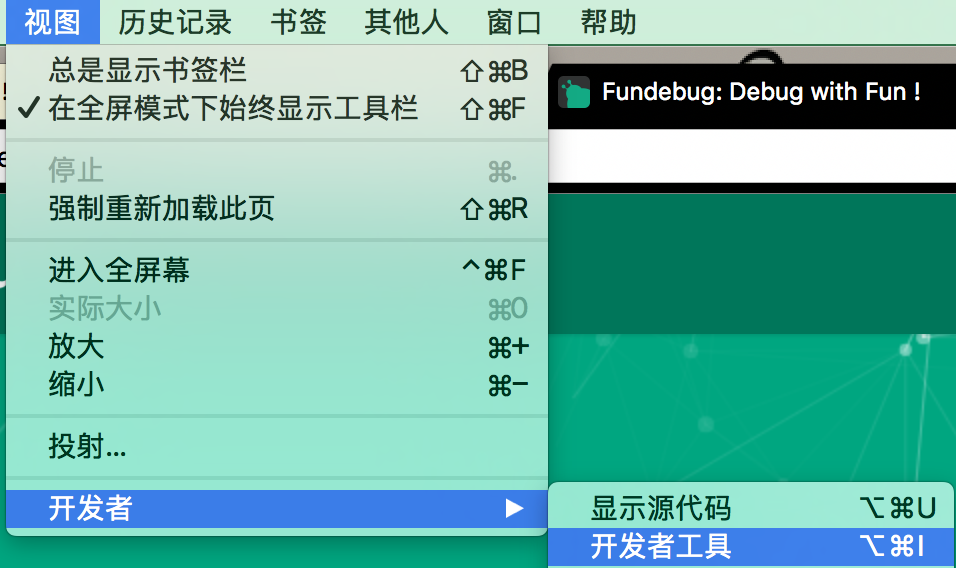 视图 历史记录 书签 其他人 窗口 帮助
总是显示书签栏 ⇧⌘B
✓在全屏模式下始终显示工具栏 ⇧⌘F
Fundebug: Debug with Fun !
停止 ⌘.
强制重新加载此页 ⇧⌘R
进入全屏幕 ^⌘F
实际大小 ⌘0
放大 ⌘+
缩小 ⌘−
投射...
开发者 ▶
显示源代码 ⌥⌘U
开发者工具 ⌥⌘I